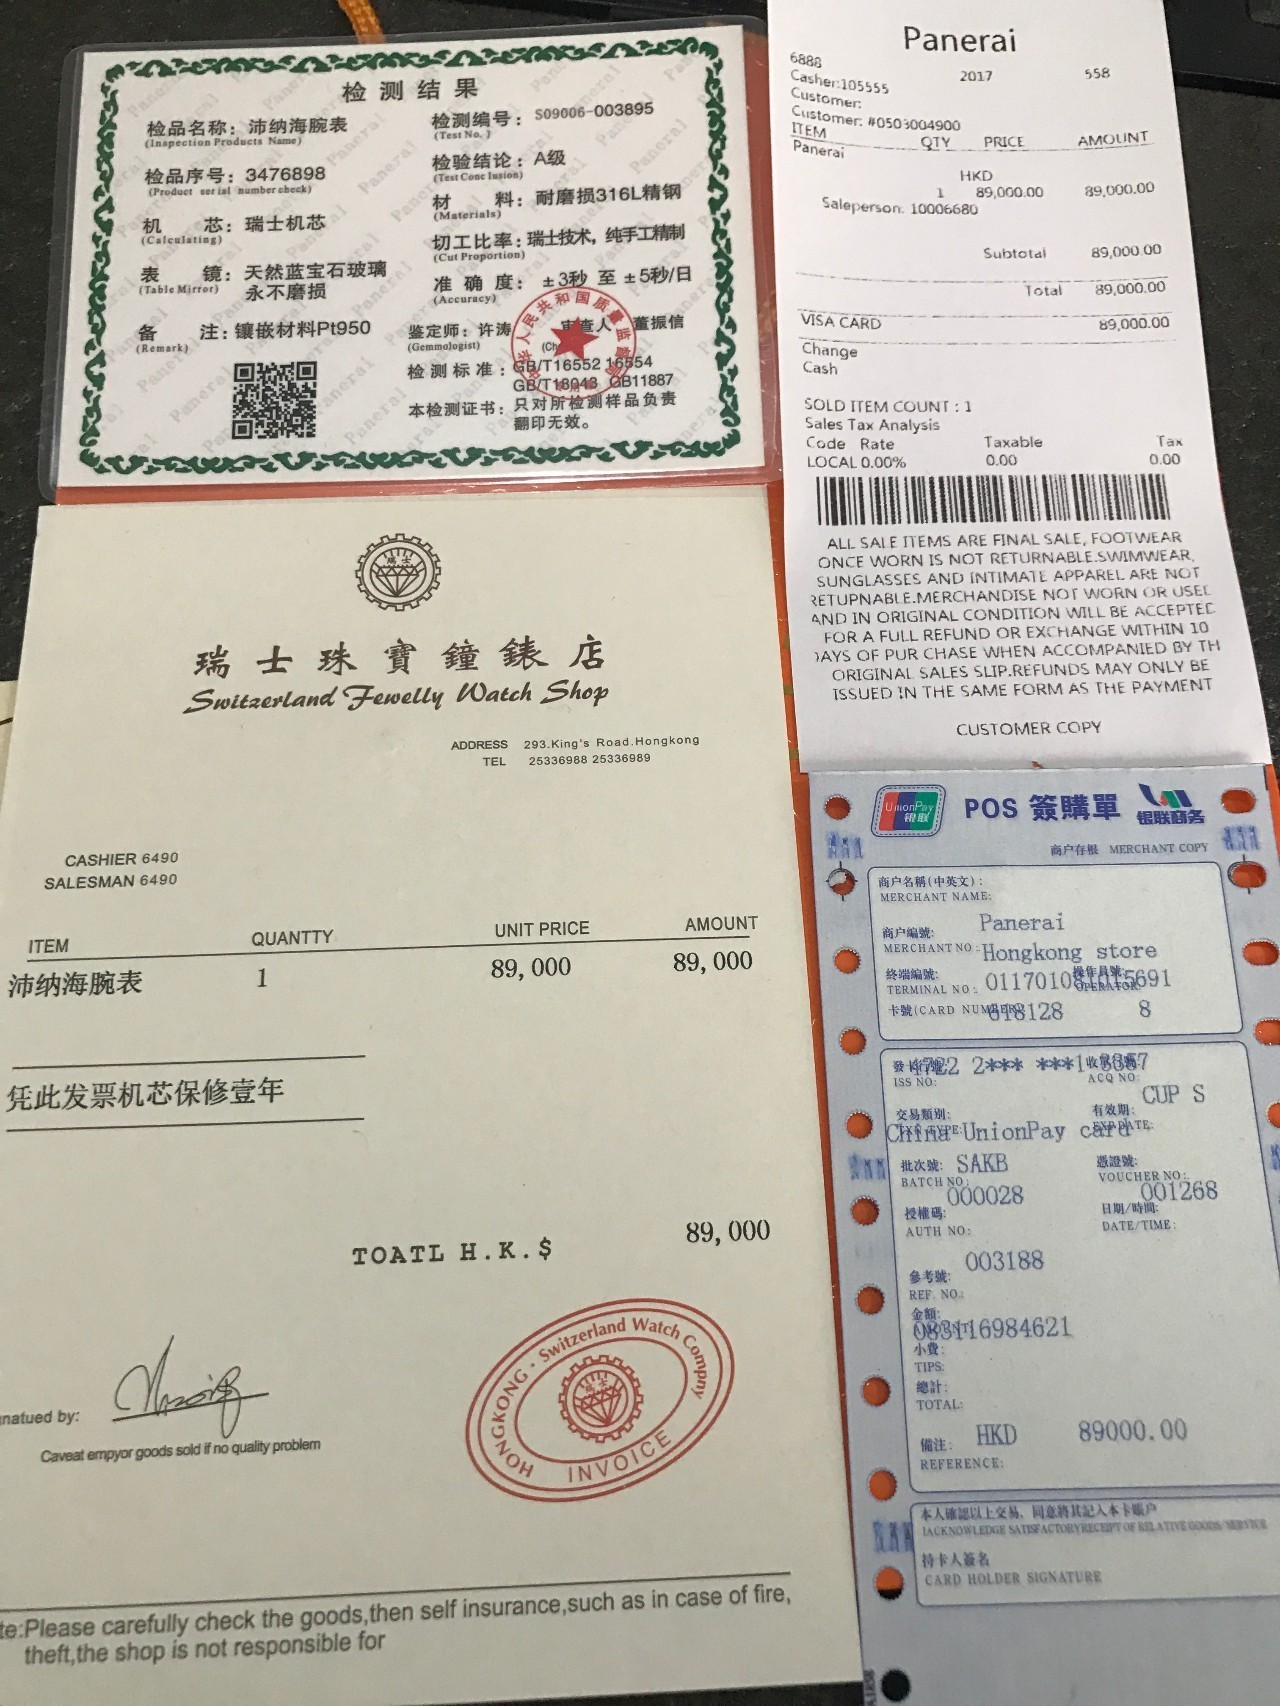 检测结果
检品名称：沛纳海腕表
(Inspection Products Name)
检品序号：3476898
(Product serial number check)
机 芯：瑞士机芯
(Calculating)
表 镜：天然蓝宝石玻璃
(Table Mirror)
永不磨损
备 注：镶嵌材料Pt950
(Remark)
检测编号：S09006-003895
(Test No.)
检验结论：A级
(Test Conclusion)
材 料：耐磨损316L精钢
(Materials)
切工比率：瑞士技术，纯手工精制
(Cut Proportion)
准 确 度：±3秒 至 ±5秒/日
(Accuracy)
鉴定师：许涛 审查人 董振信
(Gemmologist)
检测标准：GB/T16552 16554
GB/T18043 GB11887
本检测证书：只对所检测样品负责
翻印无效。
Panerai
6888 2017 558
Casher:105555
Customer:
Customer: #0503004900
ITEM QTY PRICE AMOUNT
Panerai
HKD
1 89,000.00 89,000.00
Saleperson: 10006680
Subtotal 89,000.00
Total 89,000.00
VISA CARD 89,000.00
Change
Cash
SOLD ITEM COUNT : 1
Sales Tax Analysis
Code Rate Taxable Tax
LOCAL 0.00% 0.00 0.00
ALL SALE ITEMS ARE FINAL SALE, FOOTWEAR
ONCE WORN IS NOT RETURNABLE.SWIMWEAR,
SUNGLASSES AND INTIMATE APPAREL ARE NOT
RETUPNABLE.MERCHANDISE NOT WORN OR USED
AND IN ORIGINAL CONDITION WILL BE ACCEPTED
FOR A FULL REFUND OR EXCHANGE WITHIN 10
DAYS OF PUR CHASE WHEN ACCOMPANIED BY TH
ORIGINAL SALES SLIP.REFUNDS MAY ONLY BE
ISSUED IN THE SAME FORM AS THE PAYMENT
CUSTOMER COPY
瑞士
瑞士珠寶鐘錶店
Switzerland Fewelly Watch Shop
ADDRESS 293.King's Road.Hongkong
TEL 25336988 25336989
CASHIER 6490
SALESMAN 6490
ITEM QUANTTY UNIT PRICE AMOUNT
沛纳海腕表 1 89,000 89,000
凭此发票机芯保修壹年
TOATL H.K.$ 89,000
HONGKONG · Switzerland Watch Compny
INVOICE
natued by:
Caveat empyor goods sold if no quality problem
te:Please carefully check the goods,then self insurance,such as in case of fire,
theft,the shop is not responsible for
UnionPay
银联
POS 簽購單
银联商务
商户存根 MERCHANT COPY
商户名稱(中英文)：
MERCHANT NAME:
Panerai
商户編號:
MERCHANT NO.: Hongkong store
終端編號:
TERMINAL NO.: 011701081015691
操作員號:
OPERATOR:
卡號(CARD NUMBER) 018128 8
4722 2*** ***1 3357
ISS NO: ACQ NO:
CUP S
交易類别: 有效期:
China UnionPay card
批次號: SAKB 憑證號:
BATCH NO: VOUCHER NO.:
000028 001268
授權碼: 日期/時間:
AUTH NO: DATE/TIME:
003188
參考號:
REF. NO.:
金額:
083116984621
小費:
TIPS:
總計:
TOTAL:
HKD 89000.00
備注:
REFERENCE:
本人確認以上交易，同意將其記入本卡賬户
IACKNOWLEDGE SATISFACTORYRECEIPT OF RELATIVE GOODS/SERVICE
持卡人簽名
CARD HOLDER SIGNATURE